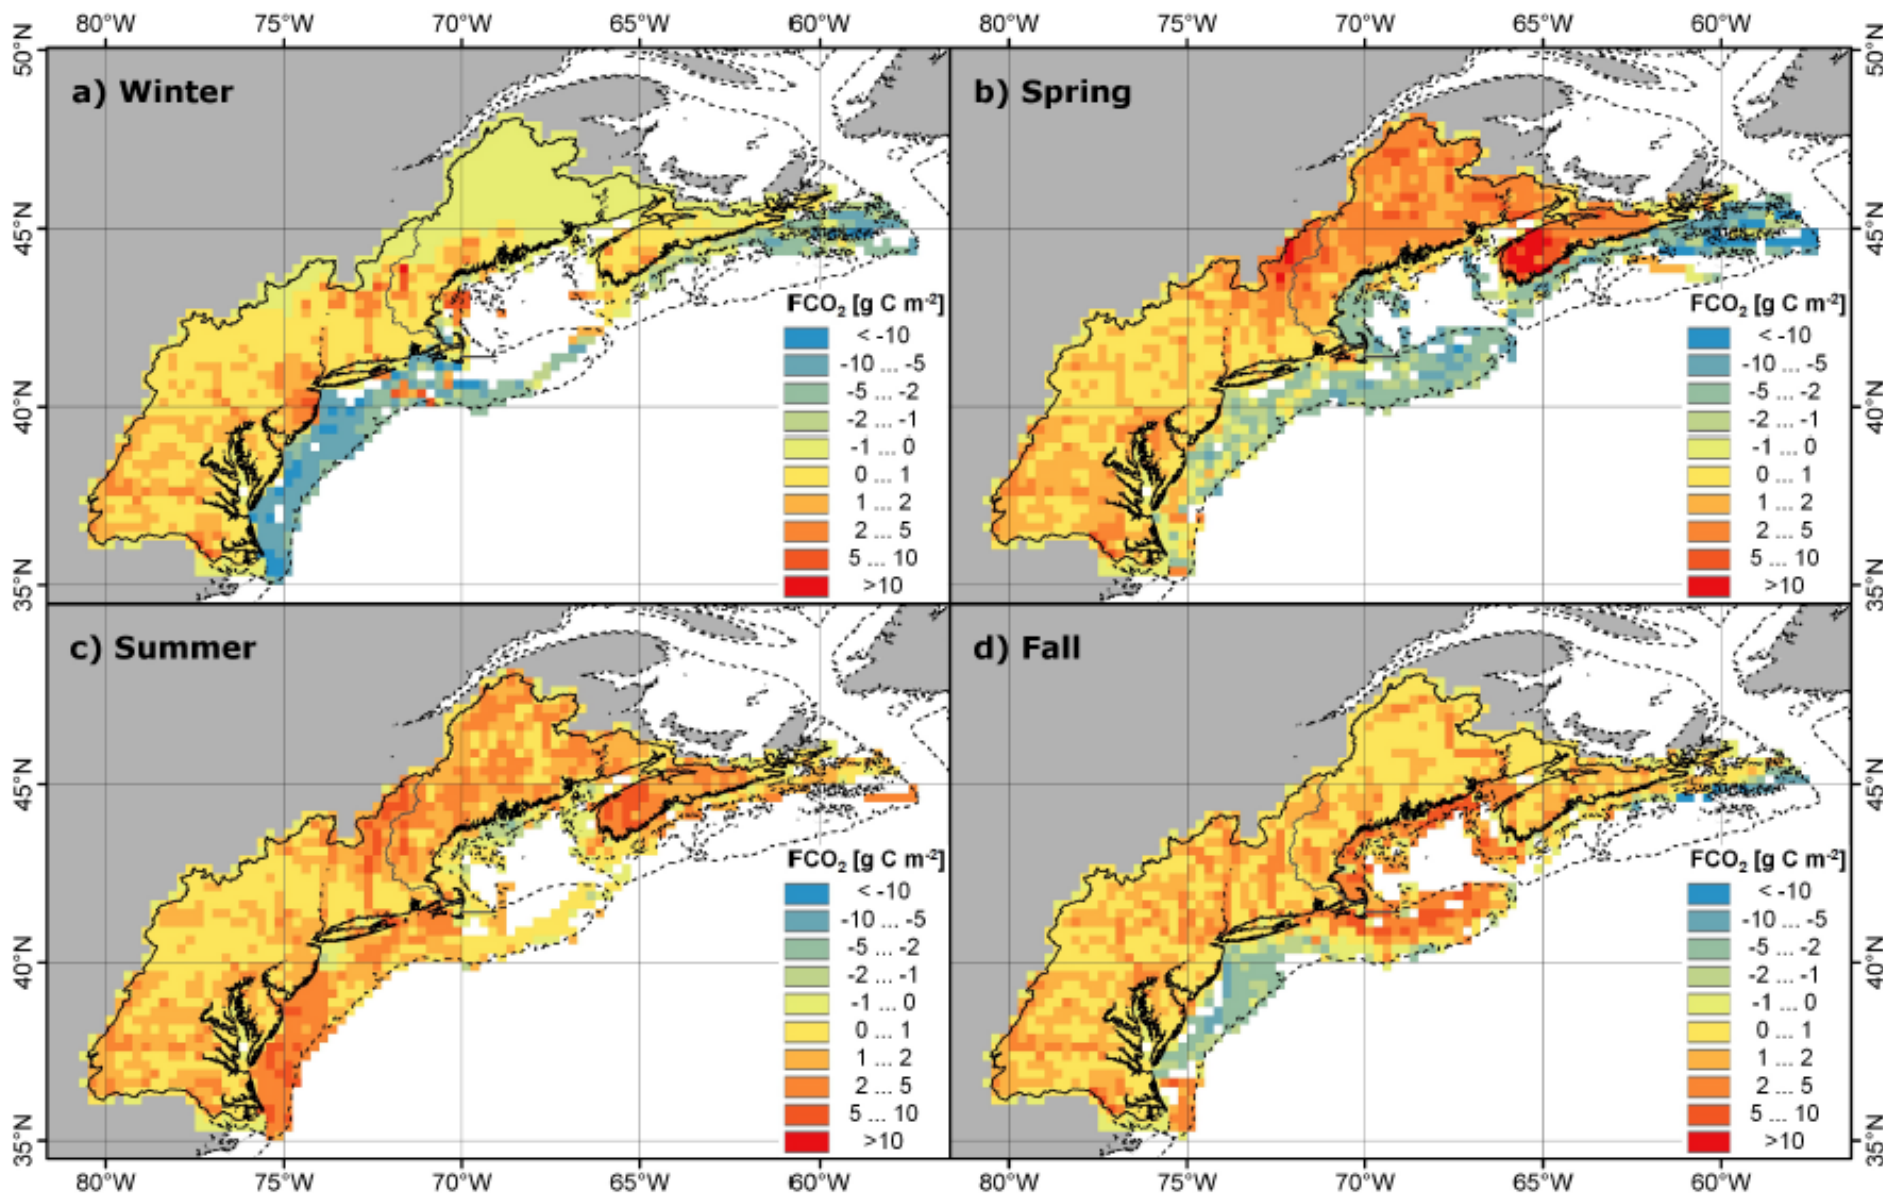 80°W 75°W 70°W 65°W 60°W 80°W 75°W 70°W 65°W 60°W
50°N 50°N
a) Winter b) Spring
45°N 45°N
FCO₂ [g C m⁻²] FCO₂ [g C m⁻²]
< -10 < -10
-10 ... -5 -10 ... -5
-5 ... -2 -5 ... -2
40°N 40°N
-2 ... -1 -2 ... -1
-1 ... 0 -1 ... 0
0 ... 1 0 ... 1
1 ... 2 1 ... 2
2 ... 5 2 ... 5
5 ... 10 5 ... 10
>10 >10
35°N 35°N
c) Summer d) Fall
45°N 45°N
FCO₂ [g C m⁻²] FCO₂ [g C m⁻²]
< -10 < -10
-10 ... -5 -10 ... -5
-5 ... -2 -5 ... -2
40°N 40°N
-2 ... -1 -2 ... -1
-1 ... 0 -1 ... 0
0 ... 1 0 ... 1
1 ... 2 1 ... 2
2 ... 5 2 ... 5
5 ... 10 5 ... 10
>10 >10
35°N 35°N
80°W 75°W 70°W 65°W 60°W 80°W 75°W 70°W 65°W 60°W